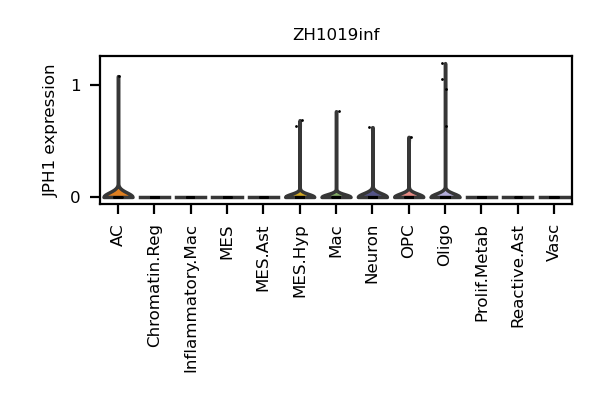 ZH1019inf
JPH1 expression
1
0
AC
Chromatin.Reg
Inflammatory.Mac
MES
MES.Ast
MES.Hyp
Mac
Neuron
OPC
Oligo
Prolif.Metab
Reactive.Ast
Vasc